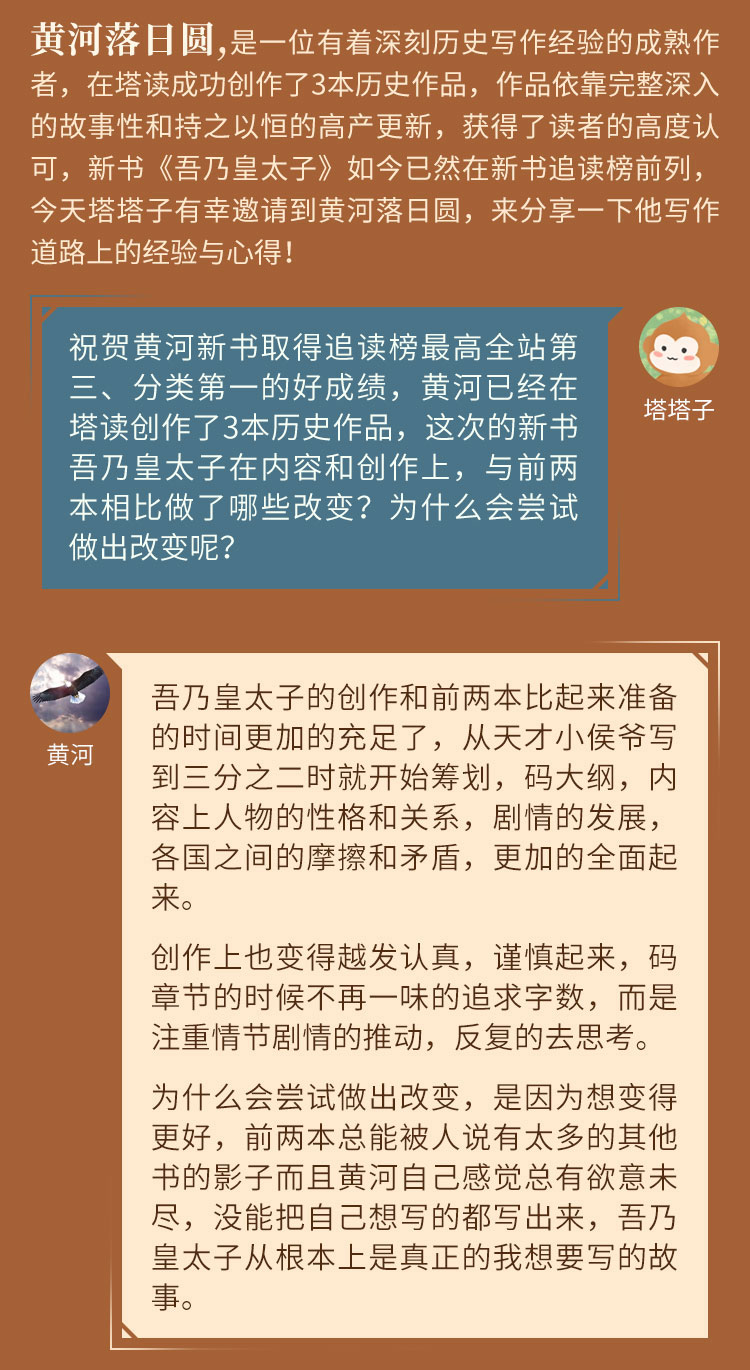 黄河落日圆,是一位有着深刻历史写作经验的成熟作
者，在塔读成功创作了3本历史作品，作品依靠完整深入
的故事性和持之以恒的高产更新，获得了读者的高度认
可，新书《吾乃皇太子》如今已然在新书追读榜前列，
今天塔塔子有幸邀请到黄河落日圆，来分享一下他写作
道路上的经验与心得！
祝贺黄河新书取得追读榜最高全站第
三、分类第一的好成绩，黄河已经在
塔读创作了3本历史作品，这次的新书
吾乃皇太子在内容和创作上，与前两
本相比做了哪些改变？为什么会尝试
做出改变呢？
塔塔子
黄河
吾乃皇太子的创作和前两本比起来准备
的时间更加的充足了，从天才小侯爷写
到三分之二时就开始筹划，码大纲，内
容上人物的性格和关系，剧情的发展，
各国之间的摩擦和矛盾，更加的全面起
来。
创作上也变得越发认真，谨慎起来，码
章节的时候不再一味的追求字数，而是
注重情节剧情的推动，反复的去思考。
为什么会尝试做出改变，是因为想变得
更好，前两本总能被人说有太多的其他
书的影子而且黄河自己感觉总有欲意未
尽，没能把自己想写的都写出来，吾乃
皇太子从根本上是真正的我想要写的故
事。